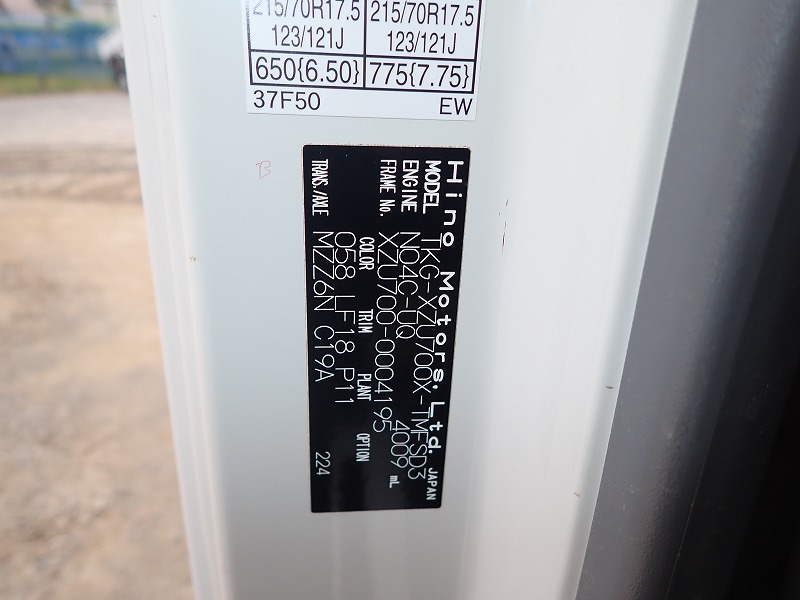 215/70R17.5 215/70R17.5
123/121J 123/121J
650{6.50} 775{7.75}
37F50 EW
Hino Motors, Ltd. JAPAN
MODEL TKG-XZU700X-TMFSD3
ENGINE N04C-UQ 4009 mL
FRAME No. XZU700-0004195
COLOR TRIM PLANT OPTION
058 LF18 P11
TRANS./AXLE MZZ6N C19A 224